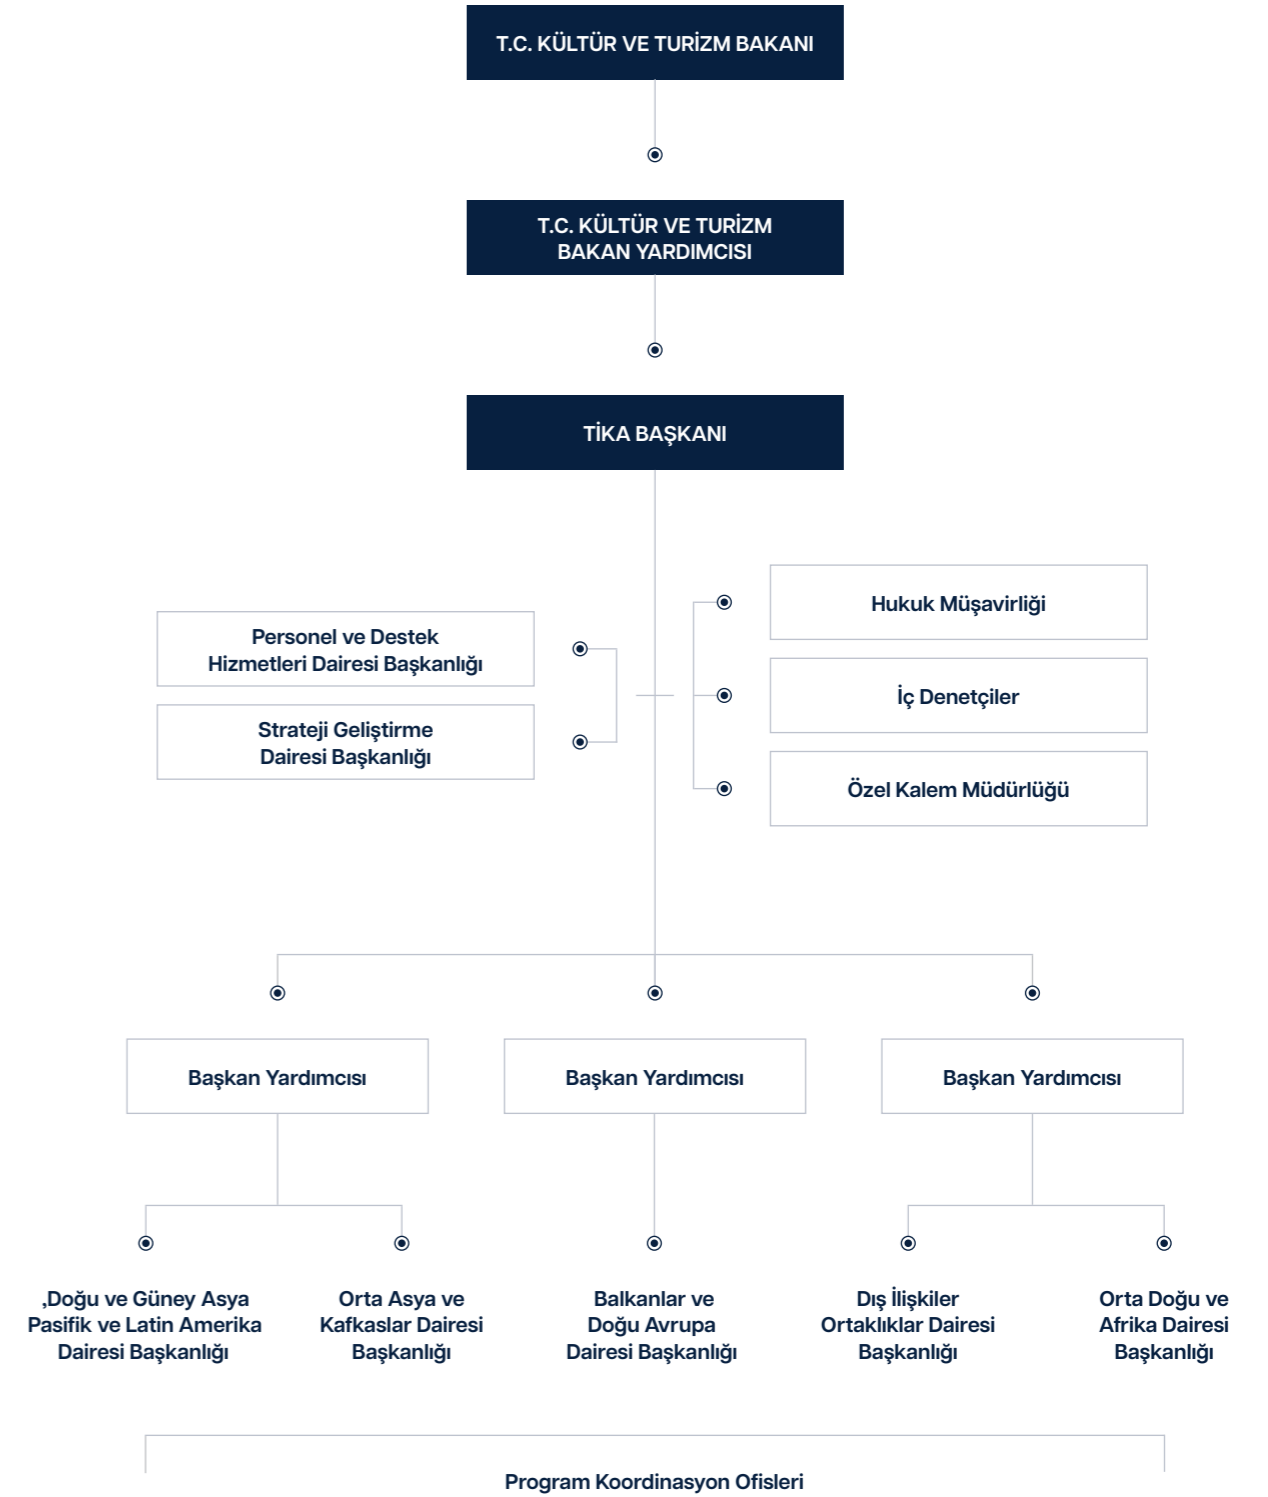 T.C. KÜLTÜR VE TURİZM BAKANI
T.C. KÜLTÜR VE TURİZM
BAKAN YARDIMCISI
TİKA BAŞKANI
Personel ve Destek
Hizmetleri Dairesi Başkanlığı
Strateji Geliştirme
Dairesi Başkanlığı
Hukuk Müşavirliği
İç Denetçiler
Özel Kalem Müdürlüğü
Başkan Yardımcısı
Başkan Yardımcısı
Başkan Yardımcısı
,Doğu ve Güney Asya
Pasifik ve Latin Amerika
Dairesi Başkanlığı
Orta Asya ve
Kafkaslar Dairesi
Başkanlığı
Balkanlar ve
Doğu Avrupa
Dairesi Başkanlığı
Dış İlişkiler
Ortaklıklar Dairesi
Başkanlığı
Orta Doğu ve
Afrika Dairesi
Başkanlığı
Program Koordinasyon Ofisleri